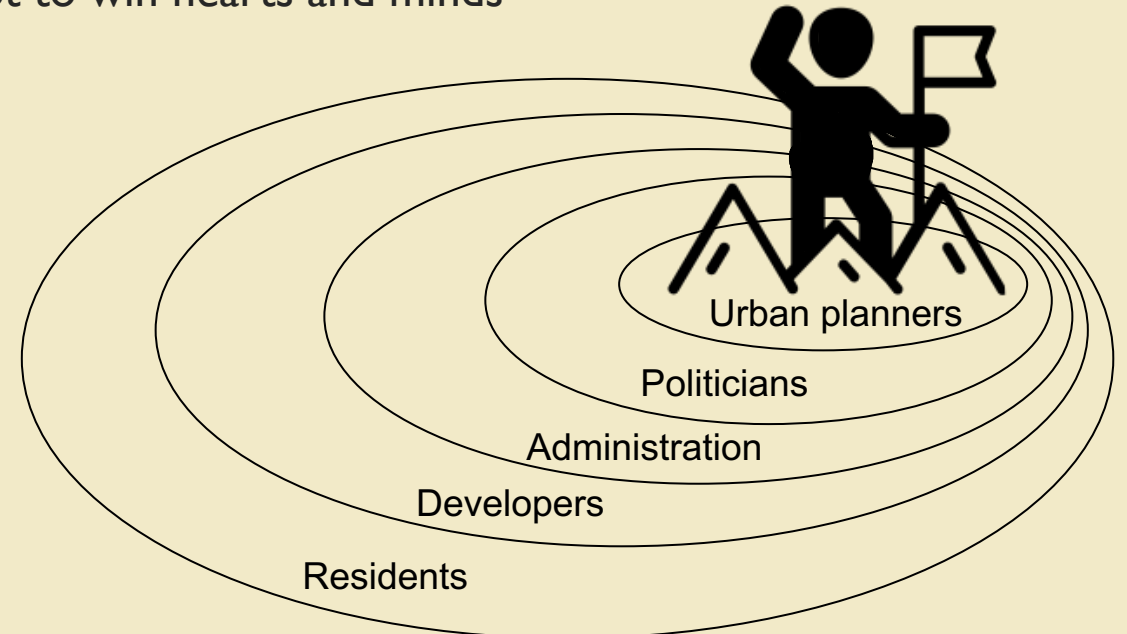 to win hearts and minds
Urban planners
Politicians
Administration
Developers
Residents